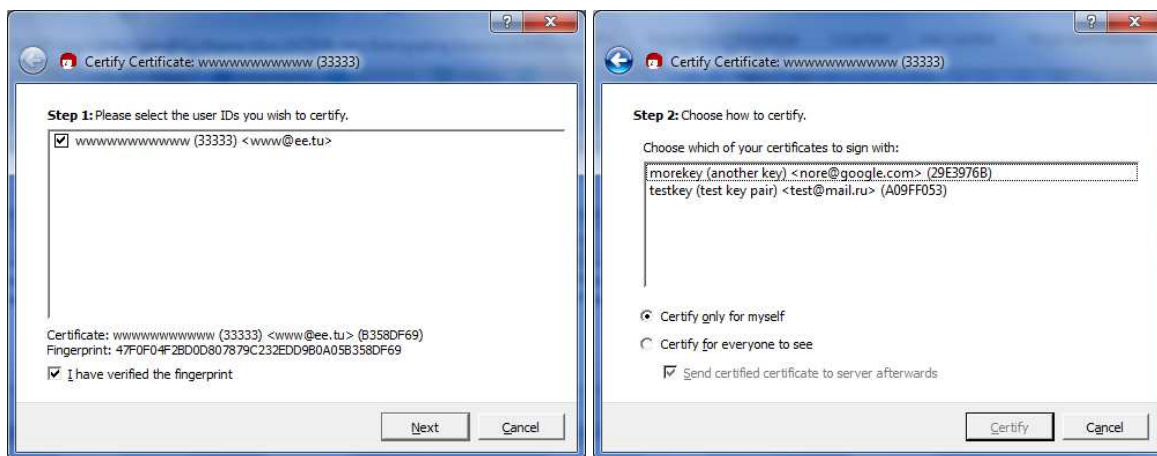 Certify Certificate: wwwwwwwwwwww (33333)
Step 1: Please select the user IDs you wish to certify.
wwwwwwwwwwww (33333) <www@ee.tu>
Certificate: wwwwwwwwwwww (33333) <www@ee.tu> (B358DF69)
Fingerprint: 47F0F04F2BD0D807879C232EDD9B0A05B358DF69
I have verified the fingerprint
Next
Cancel
Certify Certificate: wwwwwwwwwwww (33333)
Step 2: Choose how to certify.
Choose which of your certificates to sign with:
morekey (another key) <nore@google.com> (29E3976B)
testkey (test key pair) <test@mail.ru> (A09FF053)
Certify only for myself
Certify for everyone to see
Send certified certificate to server afterwards
Certify
Cancel